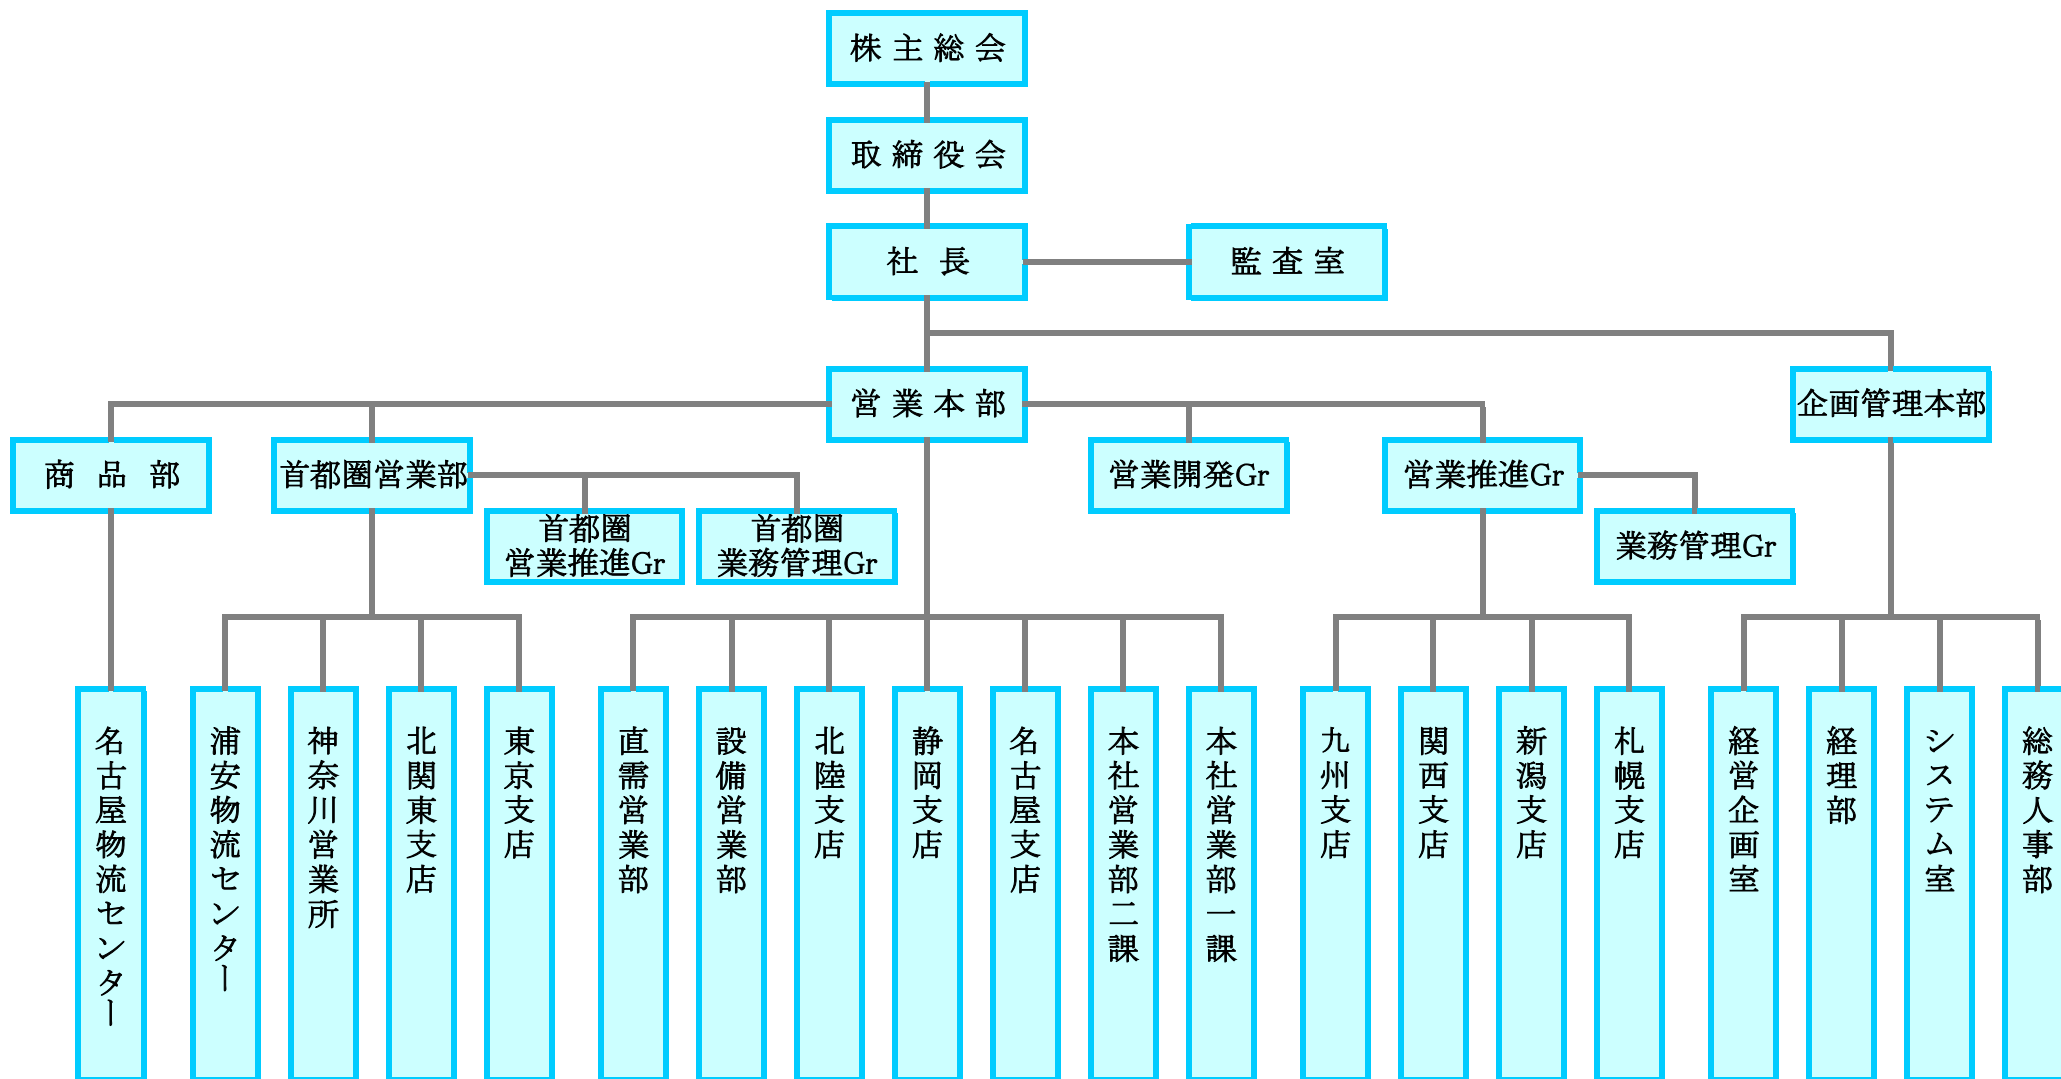 株主総会
取締役会
社長
監査室
営業本部
企画管理本部
商品部
首都圏営業部
営業開発Gr
営業推進Gr
首都圏
営業推進Gr
首都圏
業務管理Gr
業務管理Gr
名古屋物流センター
浦安物流センター
神奈川営業所
北関東支店
東京支店
直需営業部
設備営業部
北陸支店
静岡支店
名古屋支店
本社営業部二課
本社営業部一課
九州支店
関西支店
新潟支店
札幌支店
経営企画室
経理部
システム室
総務人事部